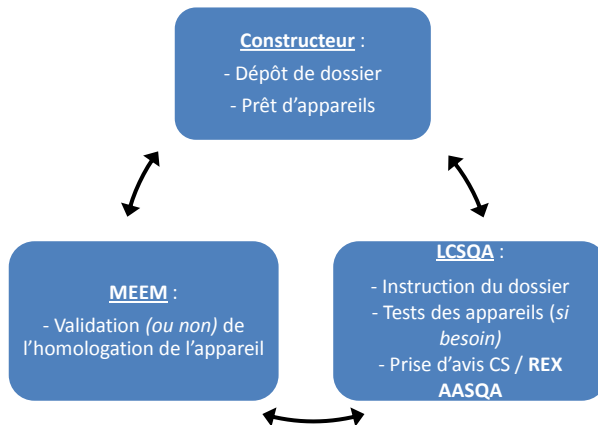 Constructeur :
- Dépôt de dossier
- Prêt d'appareils
MEEM :
- Validation (ou non) de
l'homologation de l'appareil
LCSQA :
- Instruction du dossier
- Tests des appareils (si
besoin)
- Prise d'avis CS / REX
AASQA